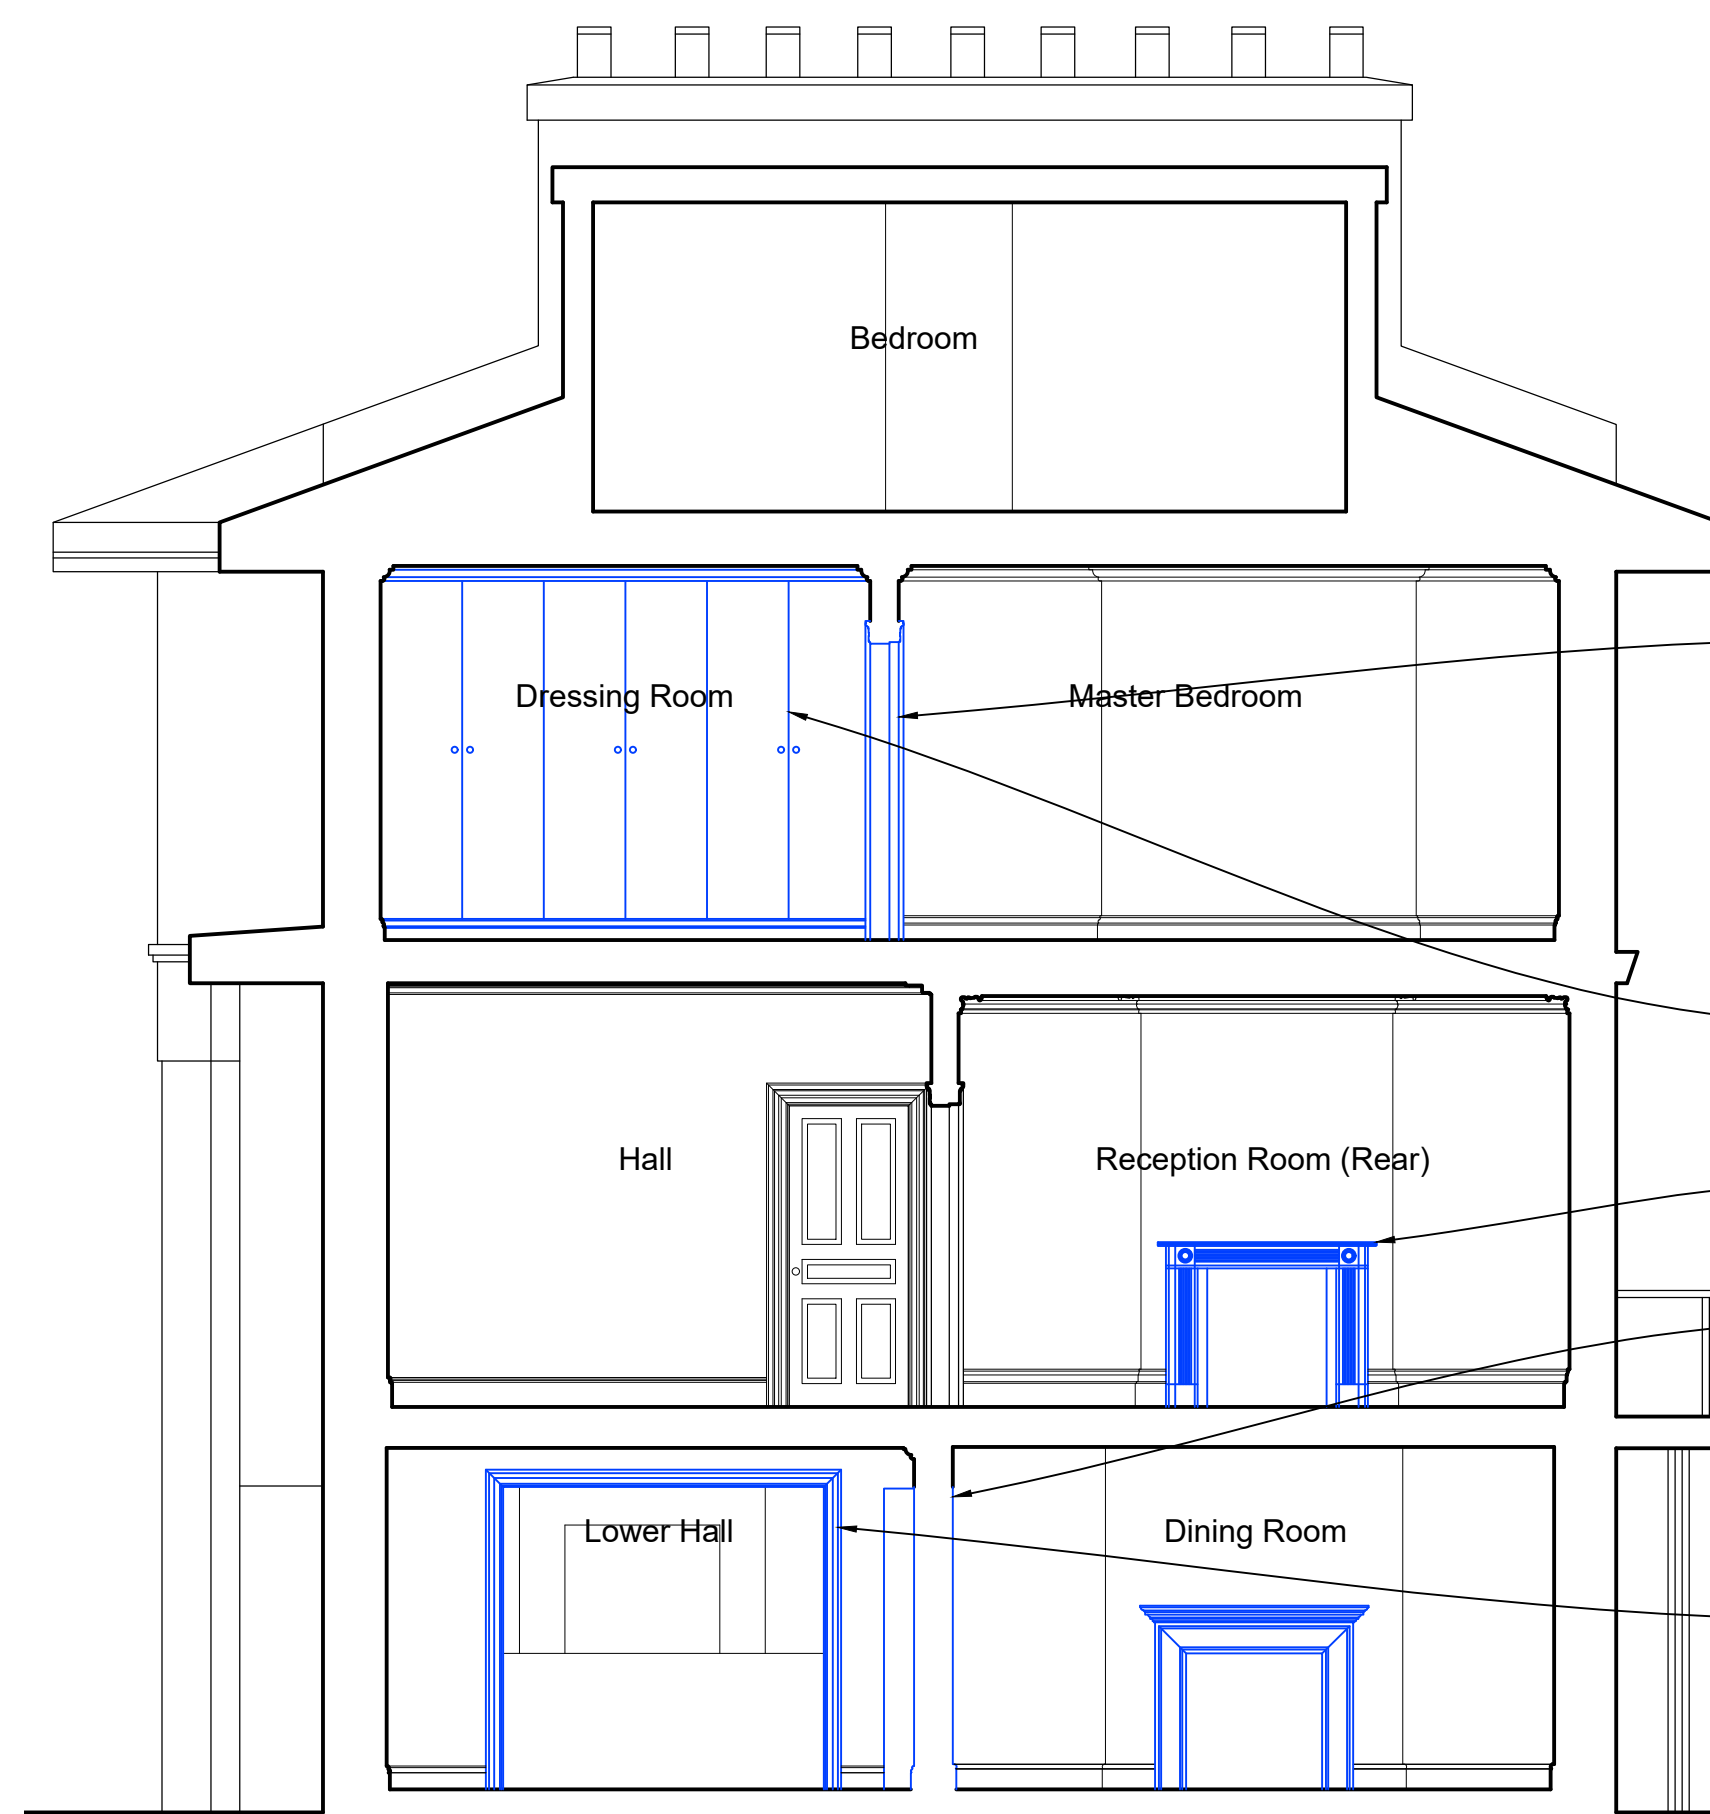 Bedroom
Dressing Room
Master Bedroom
Hall
Reception Room (Rear)
Lower Hall
Dining Room